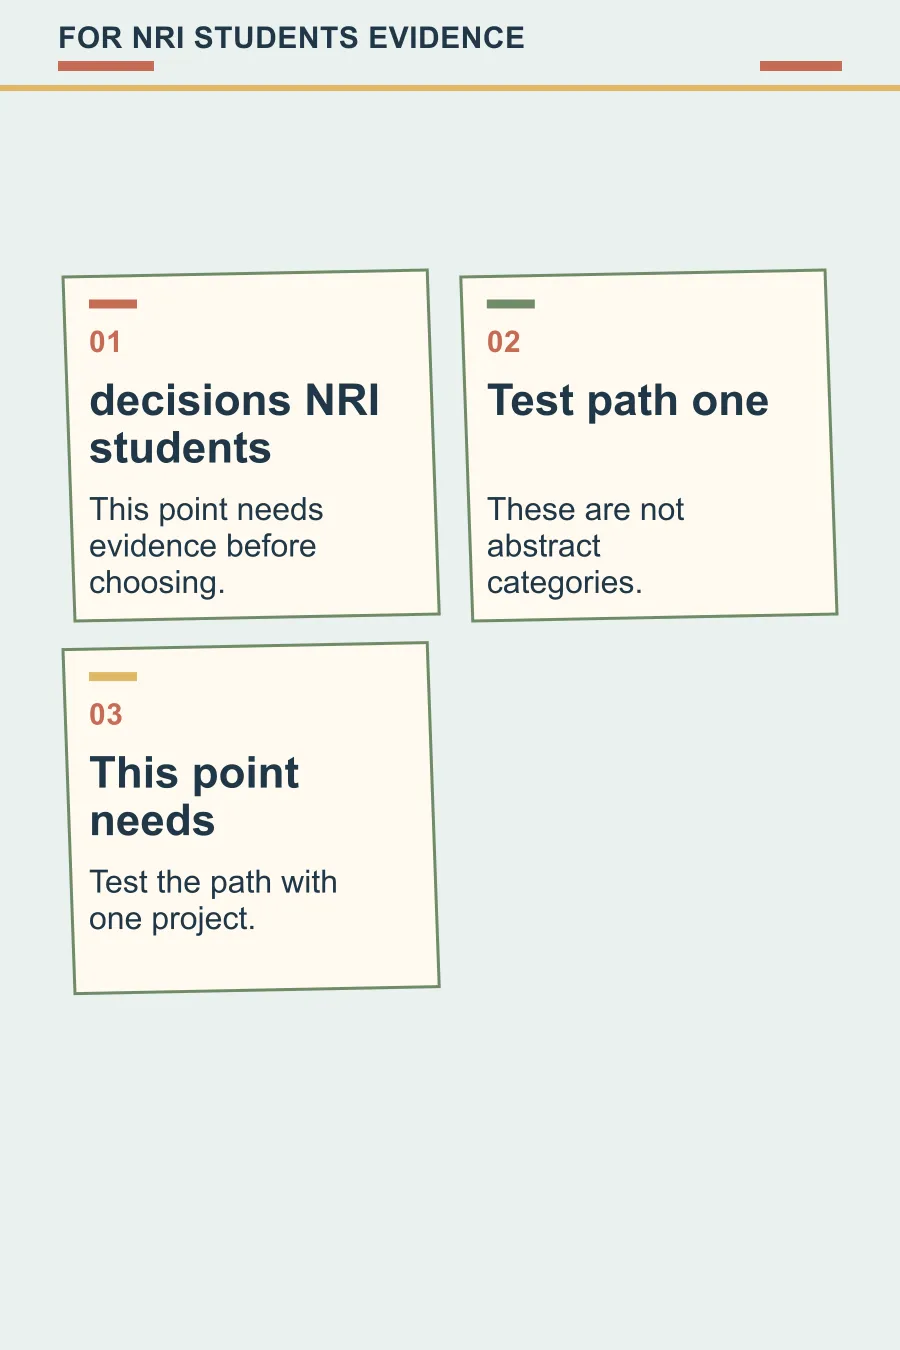 FOR NRI STUDENTS EVIDENCE
01
decisions NRI
students
This point needs
evidence before
choosing.
02
Test path one
These are not
abstract
categories.
03
This point
needs
Test the path with
one project.